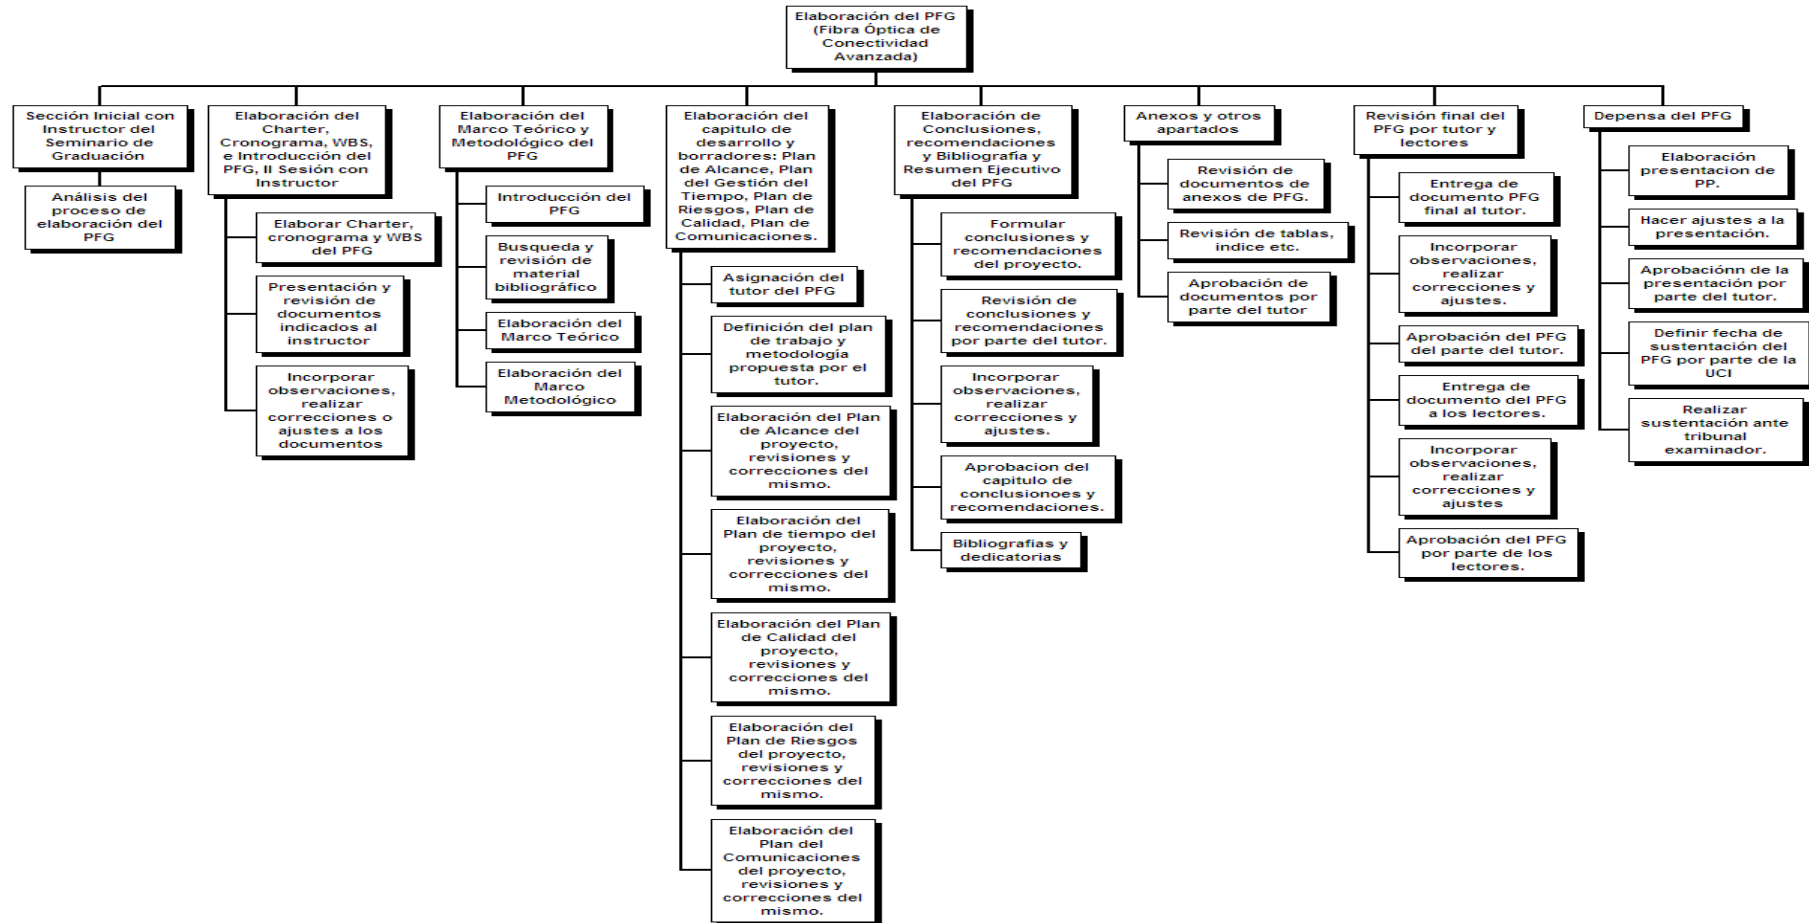 Elaboración del PFG
(Fibra Óptica de
Conectividad
Avanzada)
Sección Inicial con
Instructor del
Seminario de
Graduación
Análisis del
proceso de
elaboración del
PFG
Elaboración del
Charter,
Cronograma, WBS,
e Introducción del
PFG, II Sesión con
Instructor
Elaborar Charter,
cronograma y WBS
del PFG
Presentación y
revisión de
documentos
indicados al
instructor
Incorporar
observaciones,
realizar
correcciones o
ajustes a los
documentos
Elaboración del
Marco Teórico y
Metodológico del
PFG
Introducción del
PFG
Busqueda y
revisión de
material
bibliográfico
Elaboración del
Marco Teórico
Elaboración del
Marco
Metodológico
Elaboración del
capitulo de
desarrollo y
borradores: Plan
de Alcance, Plan
del Gestión del
Tiempo, Plan de
Riesgos, Plan de
Calidad, Plan de
Comunicaciones.
Asignación del
tutor del PFG
Definición del plan
de trabajo y
metodología
propuesta por el
tutor.
Elaboración del Plan
de Alcance del
proyecto,
revisiones y
correcciones del
mismo.
Elaboración del
Plan de tiempo del
proyecto,
revisiones y
correcciones del
mismo.
Elaboración del Plan
de Calidad del
proyecto,
revisiones y
correcciones del
mismo.
Elaboración del
Plan de Riesgos
del proyecto,
revisiones y
correcciones del
mismo.
Elaboración del
Plan del
Comunicaciones
del proyecto,
revisiones y
correcciones del
mismo.
Elaboración de
Conclusiones,
recomendaciones
y Bibliografía y
Resumen Ejecutivo
del PFG
Formular
conclusiones y
recomendaciones
del proyecto.
Revisión de
conclusiones y
recomendaciones
por parte del tutor.
Incorporar
observaciones,
realizar
correcciones y
ajustes.
Aprobacion del
capitulo de
conclusionoes y
recomendaciones.
Bibliografias y
dedicatorias
Anexos y otros
apartados
Revisión de
documentos de
anexos de PFG.
Revisión de tablas,
indice etc.
Aprobación de
documentos por
parte del tutor
Revisión final del
PFG por tutor y
lectores
Entrega de
documento PFG
final al tutor.
Incorporar
observaciones,
realizar
correcciones y
ajustes.
Aprobación del PFG
del parte del tutor.
Entrega de
documento del PFG
a los lectores.
Incorporar
observaciones,
realizar
correcciones y
ajustes
Aprobación del PFG
por parte de los
lectores.
Depensa del PFG
Elaboración
presentacion de
PP.
Hacer ajustes a la
presentación.
Aprobaciónn de la
presentación por
parte del tutor.
Definir fecha de
sustentación del
PFG por parte de la
UCI
Realizar
sustentación ante
tribunal
examinador.